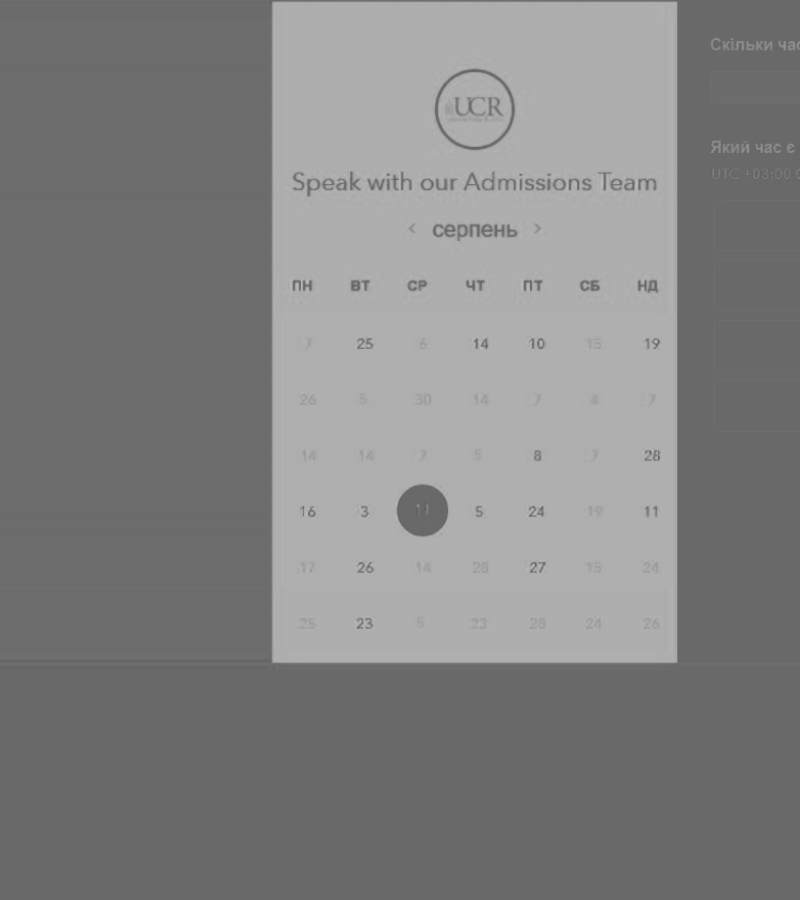 UCR
Speak with our Admissions Team
< серпень >
ПН ВТ СР ЧТ ПТ СБ НД
7 25 6 14 10 15 19
26 5 30 14 7 4 7
14 14 7 5 8 7 28
16 3 11 5 24 19 11
17 26 14 28 27 15 24
25 23 5 23 28 24 26
Скільки час
Який час є
UTC +03:00